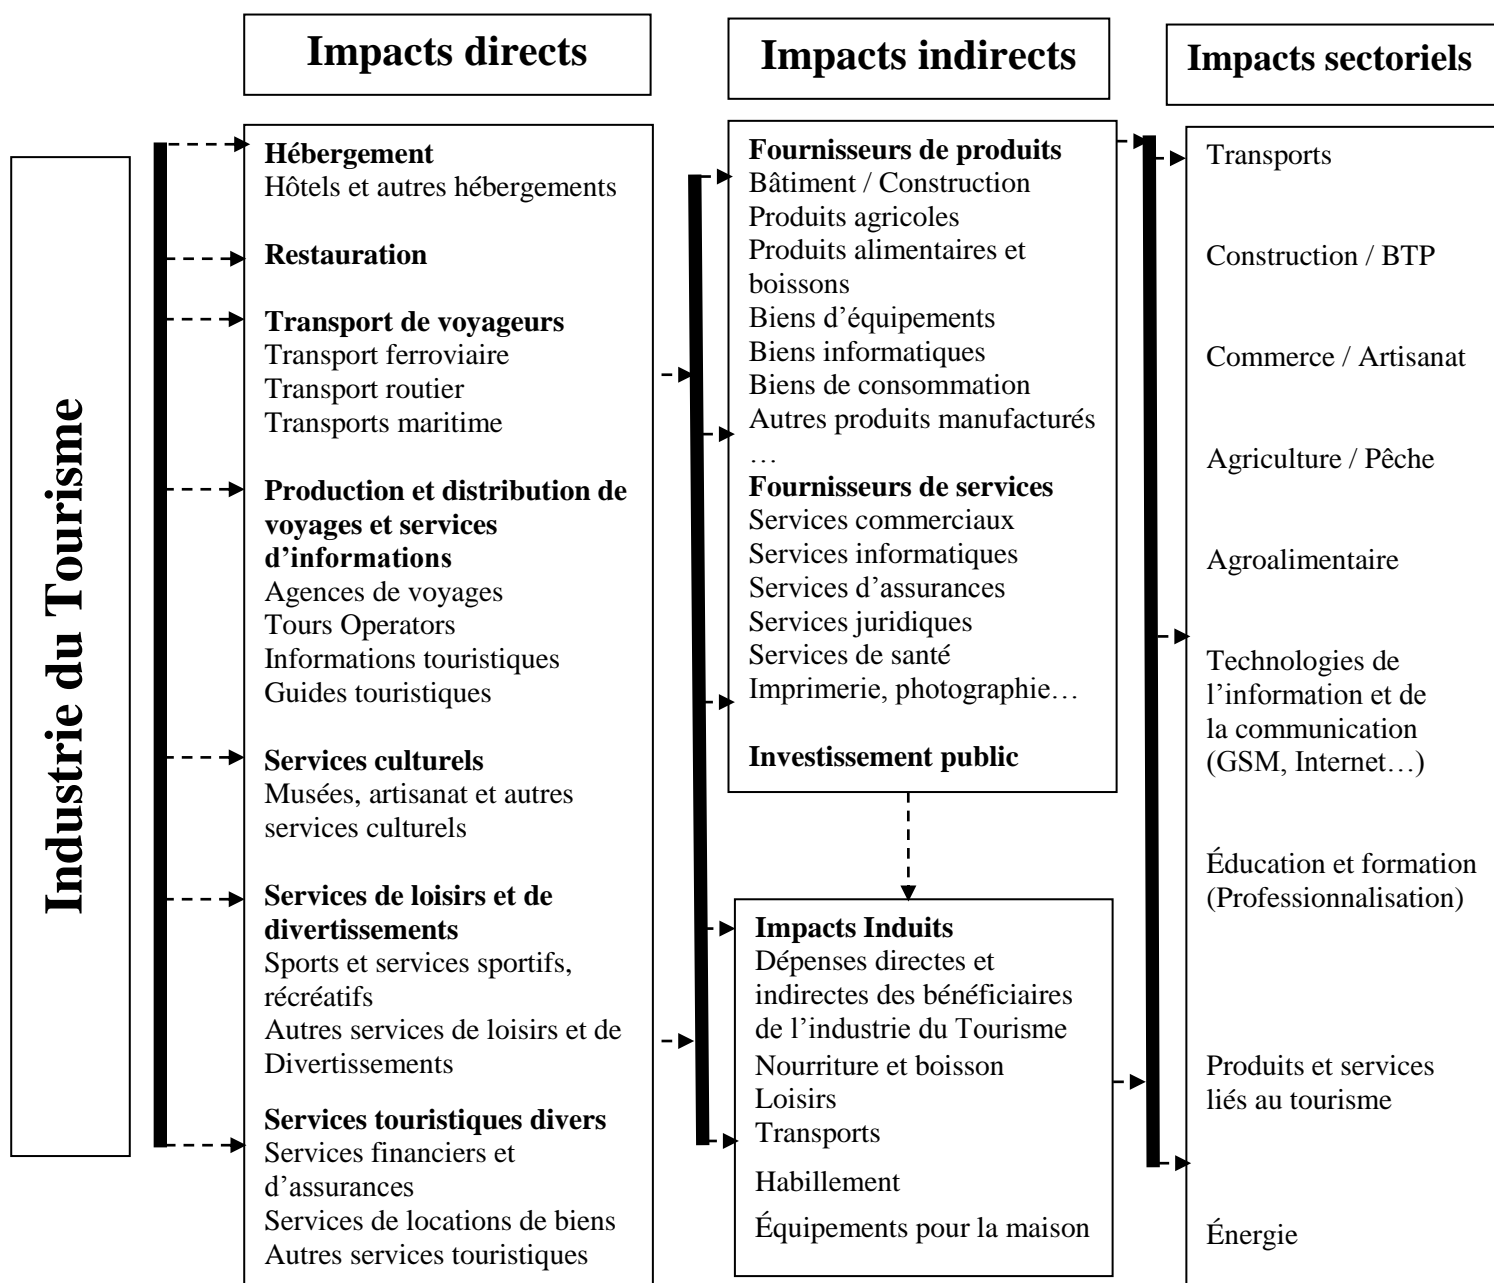 Impacts directs
Impacts indirects
Impacts sectoriels
Industrie du Tourisme
Hébergement
Hôtels et autres hébergements
Restauration
Transport de voyageurs
Transport ferroviaire
Transport routier
Transports maritime
Production et distribution de
voyages et services
d’informations
Agences de voyages
Tours Operators
Informations touristiques
Guides touristiques
Services culturels
Musées, artisanat et autres
services culturels
Services de loisirs et de
divertissements
Sports et services sportifs,
récréatifs
Autres services de loisirs et de
Divertissements
Services touristiques divers
Services financiers et
d’assurances
Services de locations de biens
Autres services touristiques
Fournisseurs de produits
Bâtiment / Construction
Produits agricoles
Produits alimentaires et
boissons
Biens d’équipements
Biens informatiques
Biens de consommation
Autres produits manufacturés
…
Fournisseurs de services
Services commerciaux
Services informatiques
Services d’assurances
Services juridiques
Services de santé
Imprimerie, photographie…
Investissement public
Impacts Induits
Dépenses directes et
indirectes des bénéficiaires
de l’industrie du Tourisme
Nourriture et boisson
Loisirs
Transports
Habillement
Équipements pour la maison
Transports
Construction / BTP
Commerce / Artisanat
Agriculture / Pêche
Agroalimentaire
Technologies de
l’information et de
la communication
(GSM, Internet…)
Éducation et formation
(Professionnalisation)
Produits et services
liés au tourisme
Énergie